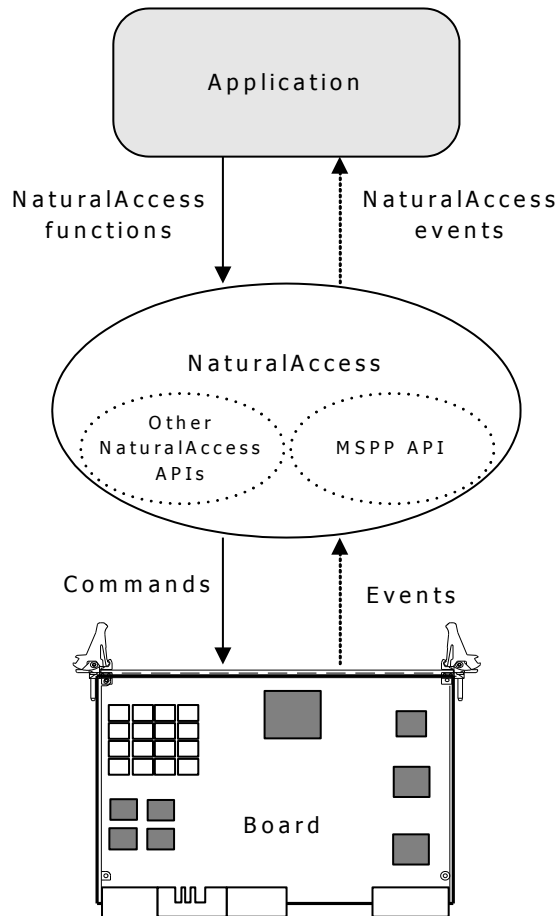 Application
NaturalAccess
functions
NaturalAccess
events
NaturalAccess
Other
NaturalAccess
APIs
MSPP API
Commands
Events
Board